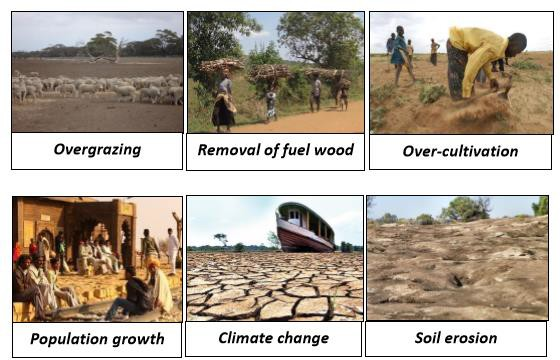 Overgrazing
Removal of fuel wood
Over-cultivation
Population growth
Climate change
Soil erosion